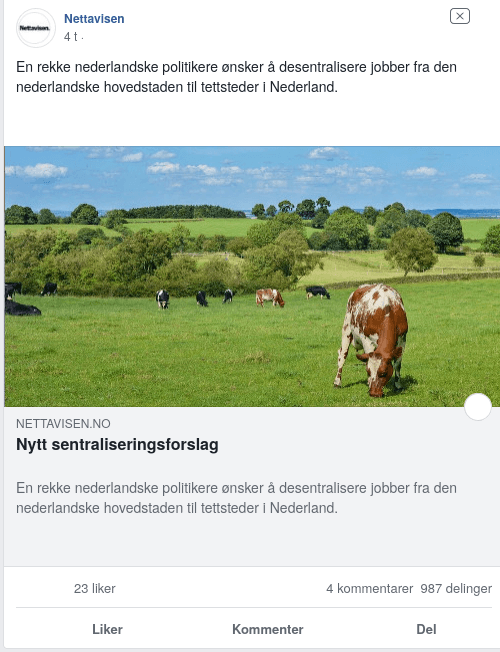 Nettavisen.
Nettavisen
4 t ·
En rekke nederlandske politikere ønsker å desentralisere jobber fra den
nederlandske hovedstaden til tettsteder i Nederland.
NETTAVISEN.NO
Nytt sentraliseringsforslag
En rekke nederlandske politikere ønsker å desentralisere jobber fra den
nederlandske hovedstaden til tettsteder i Nederland.
23 liker
4 kommentarer 987 delinger
Liker
Kommenter
Del